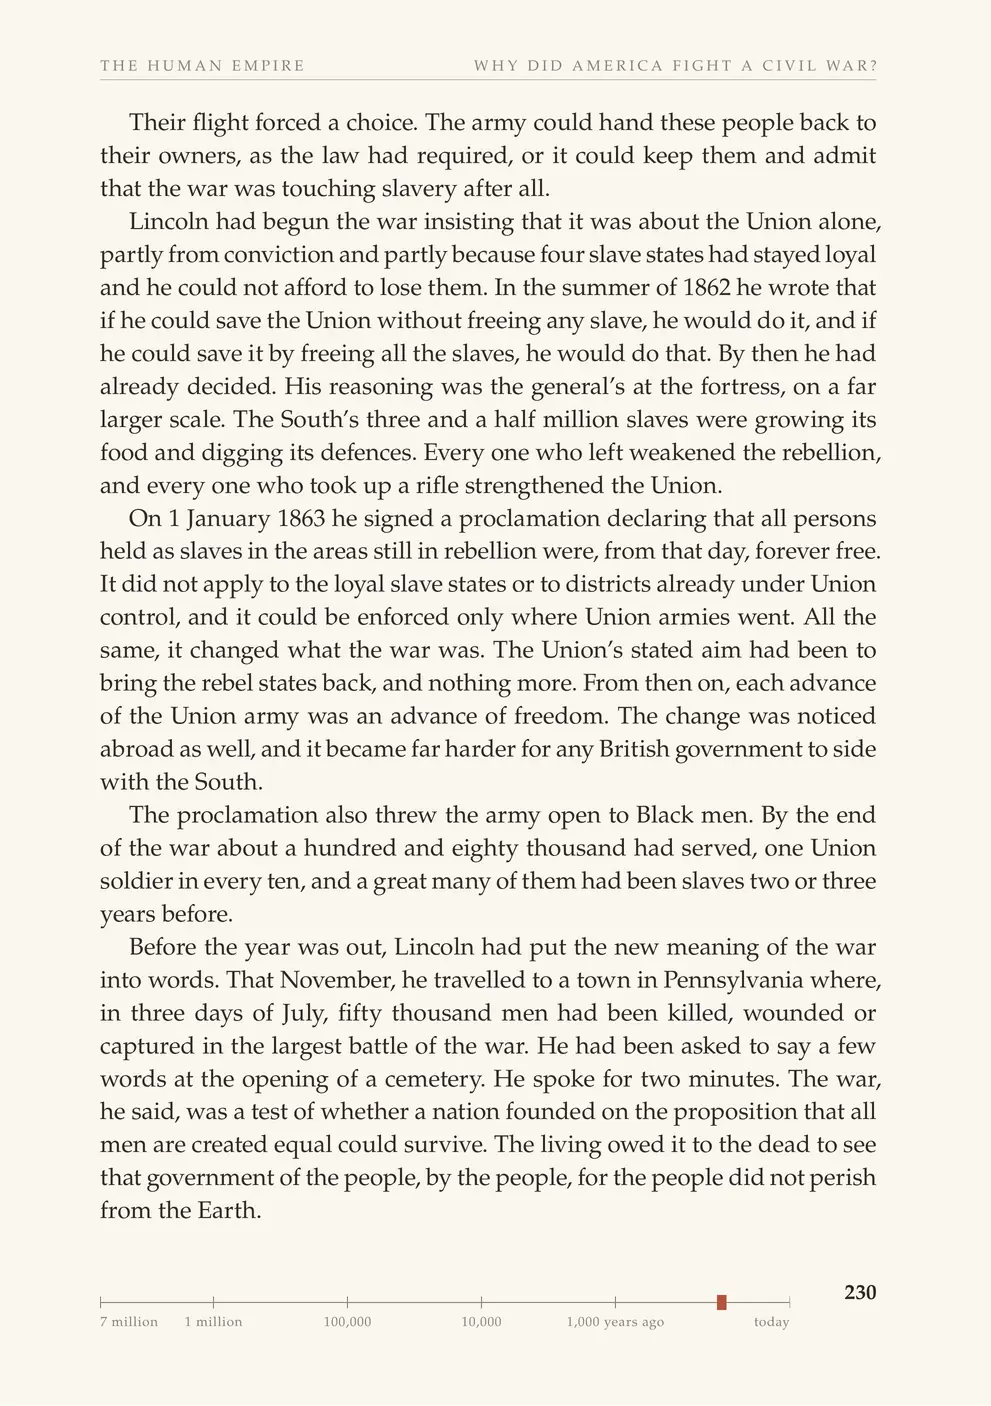 THE HUMAN EMPIRE
WHY DID AMERICA FIGHT A CIVIL WAR?
Their flight forced a choice. The army could hand these people back to
their owners, as the law had required, or it could keep them and admit
that the war was touching slavery after all.
Lincoln had begun the war insisting that it was about the Union alone,
partly from conviction and partly because four slave states had stayed loyal
and he could not afford to lose them. In the summer of 1862 he wrote that
if he could save the Union without freeing any slave, he would do it, and if
he could save it by freeing all the slaves, he would do that. By then he had
already decided. His reasoning was the general’s at the fortress, on a far
larger scale. The South’s three and a half million slaves were growing its
food and digging its defences. Every one who left weakened the rebellion,
and every one who took up a rifle strengthened the Union.
On 1 January 1863 he signed a proclamation declaring that all persons
held as slaves in the areas still in rebellion were, from that day, forever free.
It did not apply to the loyal slave states or to districts already under Union
control, and it could be enforced only where Union armies went. All the
same, it changed what the war was. The Union’s stated aim had been to
bring the rebel states back, and nothing more. From then on, each advance
of the Union army was an advance of freedom. The change was noticed
abroad as well, and it became far harder for any British government to side
with the South.
The proclamation also threw the army open to Black men. By the end
of the war about a hundred and eighty thousand had served, one Union
soldier in every ten, and a great many of them had been slaves two or three
years before.
Before the year was out, Lincoln had put the new meaning of the war
into words. That November, he travelled to a town in Pennsylvania where,
in three days of July, fifty thousand men had been killed, wounded or
captured in the largest battle of the war. He had been asked to say a few
words at the opening of a cemetery. He spoke for two minutes. The war,
he said, was a test of whether a nation founded on the proposition that all
men are created equal could survive. The living owed it to the dead to see
that government of the people, by the people, for the people did not perish
from the Earth.
230
7 million 1 million 100,000 10,000 1,000 years ago today